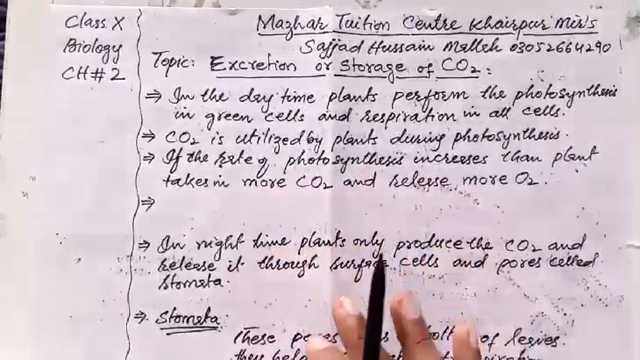 Class X
Biology
CH # 2
Mazhar Tuition Centre Khairpur Mir's
Sajjad Hussain Malleh 03052664290
Topic: Excretion or Storage of CO2:
⇒ In the day time plants perform the photosynthesis
in green cells and respiration in all cells.
⇒ CO2 is utilized by plants during photosynthesis.
⇒ If the rate of photosynthesis increases than plant
takes in more CO2 and release more O2.
⇒
⇒ In night time plants only produce the CO2 and
release it through surface cells and pores called
Stomata.
⇒ Stomata:
These of leaves.
they